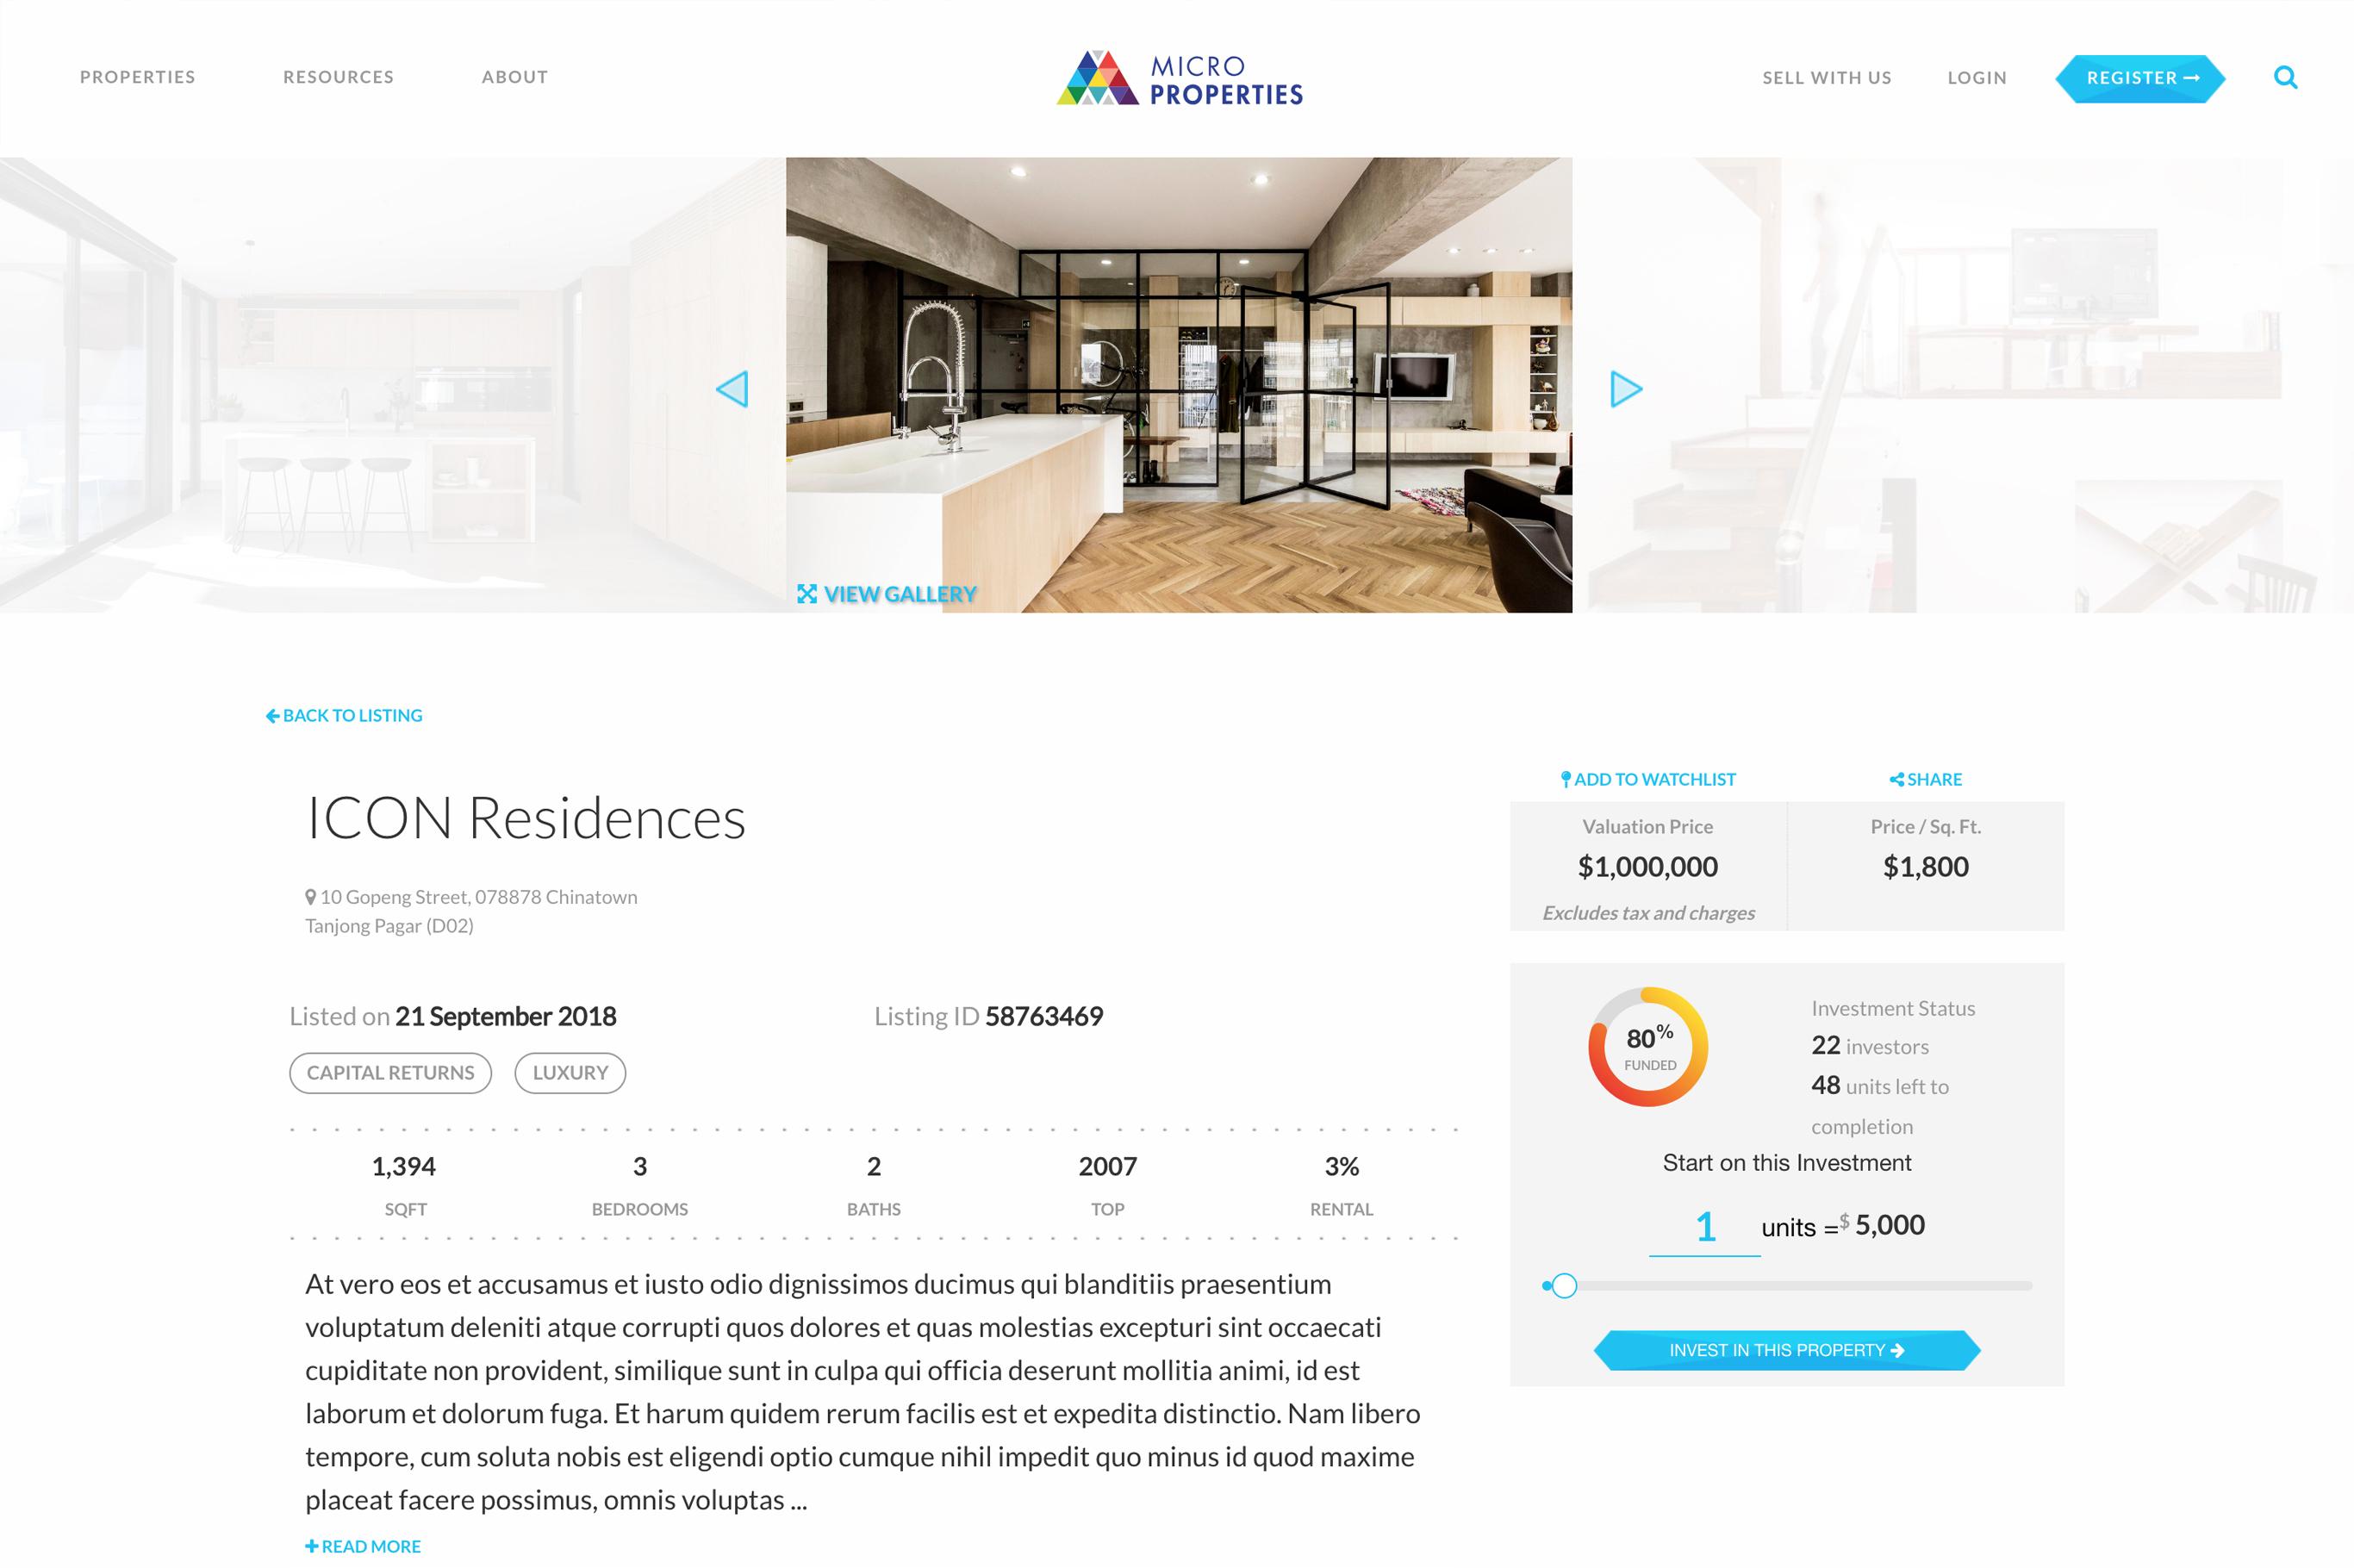 PROPERTIES
RESOURCES
ABOUT
MICRO
PROPERTIES
SELL WITH US
LOGIN
REGISTER →
VIEW GALLERY
BACK TO LISTING
ICON Residences
10 Gopeng Street, 078878 Chinatown
Tanjong Pagar (D02)
Listed on 21 September 2018
Listing ID 58763469
CAPITAL RETURNS
LUXURY
1,394
SQFT
3
BEDROOMS
2
BATHS
2007
TOP
3%
RENTAL
At vero eos et accusamus et iusto odio dignissimos ducimus qui blanditiis praesentium
voluptatum deleniti atque corrupti quos dolores et quas molestias excepturi sint occaecati
cupiditate non provident, similique sunt in culpa qui officia deserunt mollitia animi, id est
laborum et dolorum fuga. Et harum quidem rerum facilis est et expedita distinctio. Nam libero
tempore, cum soluta nobis est eligendi optio cumque nihil impedit quo minus id quod maxime
placeat facere possimus, omnis voluptas ...
READ MORE
ADD TO WATCHLIST
SHARE
Valuation Price
$1,000,000
Excludes tax and charges
Price / Sq. Ft.
$1,800
80%
FUNDED
Investment Status
22 investors
48 units left to
completion
Start on this Investment
1 units =$ 5,000
INVEST IN THIS PROPERTY →